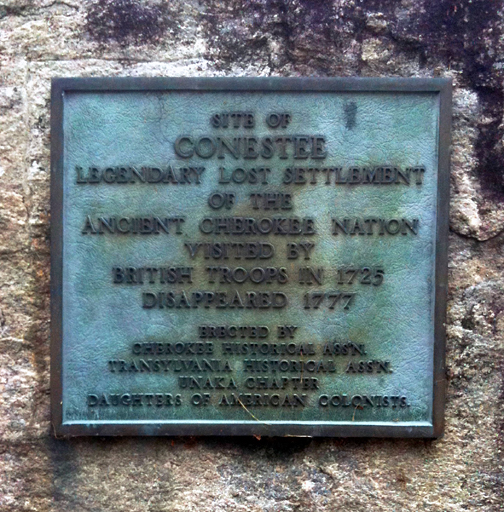 SITE OF
CONESTEE
LEGENDARY LOST SETTLEMENT
OF THE
ANCIENT CHEROKEE NATION
VISITED BY
BRITISH TROOPS IN 1725
DISAPPEARED 1777
ERECTED BY
CHEROKEE HISTORICAL ASS'N.
TRANSYLVANIA HISTORICAL ASS'N.
UNAKA CHAPTER
DAUGHTERS OF AMERICAN COLONISTS.